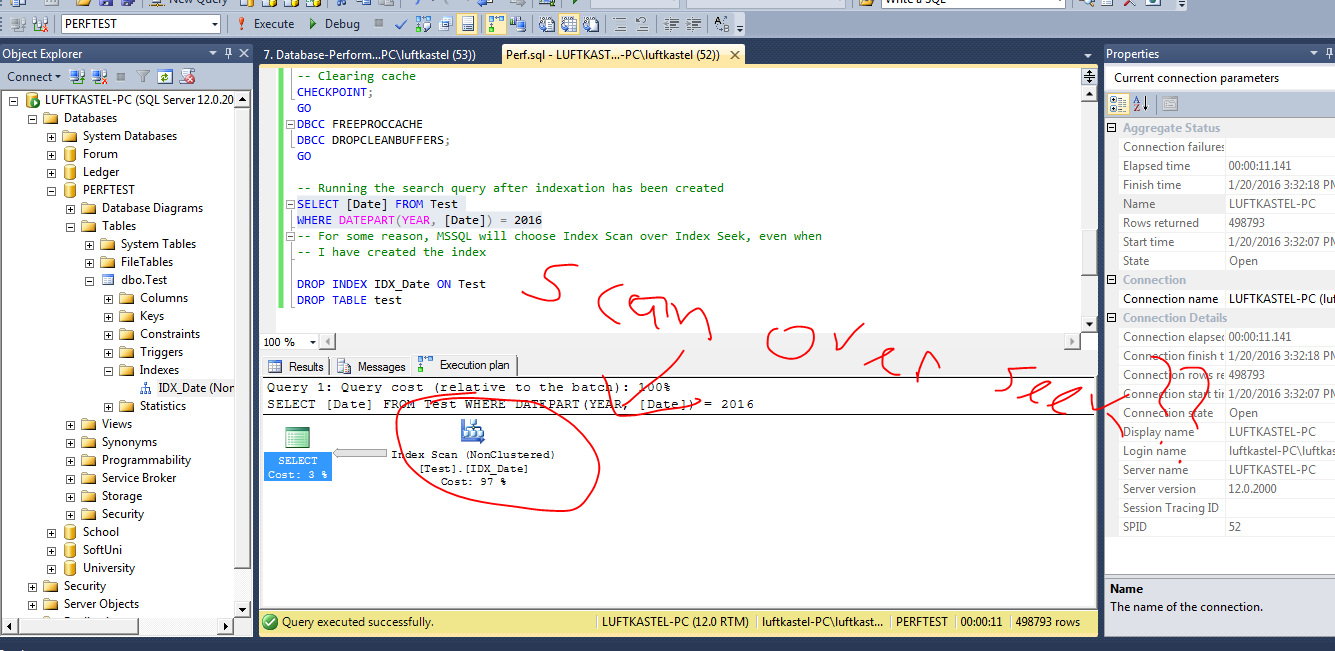 New Query
Write a SQL
PERFTEST
Execute
Debug
Object Explorer
Connect
LUFTKASTEL-PC (SQL Server 12.0.20
Databases
System Databases
Forum
Ledger
PERFTEST
Database Diagrams
Tables
System Tables
FileTables
dbo.Test
Columns
Keys
Constraints
Triggers
Indexes
IDX_Date (Non
Statistics
Views
Synonyms
Programmability
Service Broker
Storage
Security
School
SoftUni
University
Security
Server Objects
7. Database-Perform...PC\luftkastel (53))
Perf.sql - LUFTKAST...-PC\luftkastel (52))
-- Clearing cache
CHECKPOINT;
GO
DBCC FREEPROCCACHE
DBCC DROPCLEANBUFFERS;
GO
-- Running the search query after indexation has been created
SELECT [Date] FROM Test
WHERE DATEPART(YEAR, [Date]) = 2016
-- For some reason, MSSQL will choose Index Scan over Index Seek, even when
-- I have created the index
DROP INDEX IDX_Date ON Test
DROP TABLE test
Scan over seek??
100 %
Results
Messages
Execution plan
Query 1: Query cost (relative to the batch): 100%
SELECT [Date] FROM Test WHERE DATEPART(YEAR, [Date]) = 2016
SELECT
Cost: 3 %
Index Scan (NonClustered)
[Test].[IDX_Date]
Cost: 97 %
Query executed successfully.
LUFTKASTEL-PC (12.0 RTM)
luftkastel-PC\luftkast...
PERFTEST
00:00:11
498793 rows
Properties
Current connection parameters
Aggregate Status
Connection failures
Elapsed time 00:00:11.141
Finish time 1/20/2016 3:32:18 PM
Name LUFTKASTEL-PC
Rows returned 498793
Start time 1/20/2016 3:32:07 PM
State Open
Connection
Connection name LUFTKASTEL-PC (luf
Connection Details
Connection elapsed 00:00:11.141
Connection finish t 1/20/2016 3:32:18 PM
Connection rows re 498793
Connection start tir 1/20/2016 3:32:07 PM
Connection state Open
Display name LUFTKASTEL-PC
Login name luftkastel-PC\luftkas
Server name LUFTKASTEL-PC
Server version 12.0.2000
Session Tracing ID
SPID 52
Name
The name of the connection.